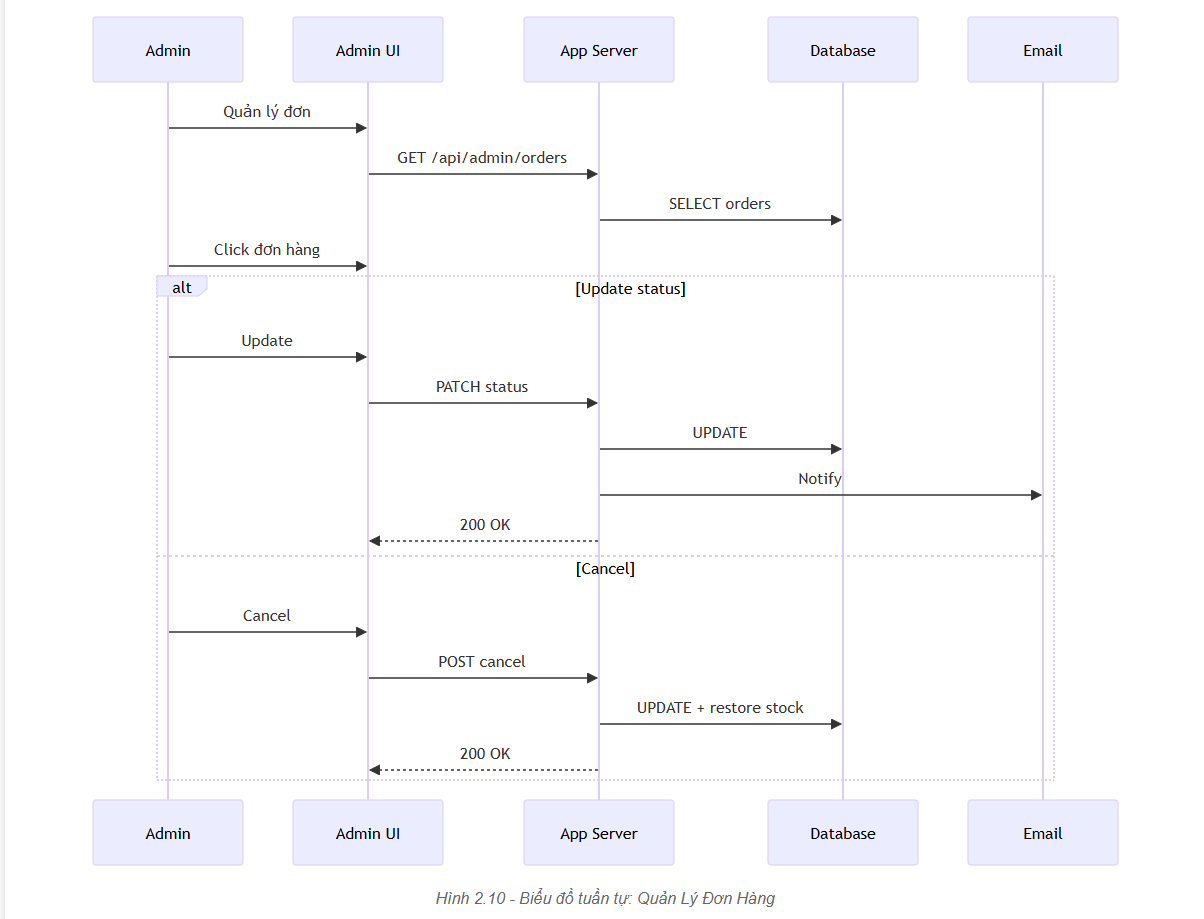 Admin Admin UI App Server Database Email
Quản lý đơn
GET /api/admin/orders
SELECT orders
Click đơn hàng
alt [Update status]
Update
PATCH status
UPDATE
Notify
200 OK
[Cancel]
Cancel
POST cancel
UPDATE + restore stock
200 OK
Admin Admin UI App Server Database Email
Hình 2.10 - Biểu đồ tuần tự: Quản Lý Đơn Hàng